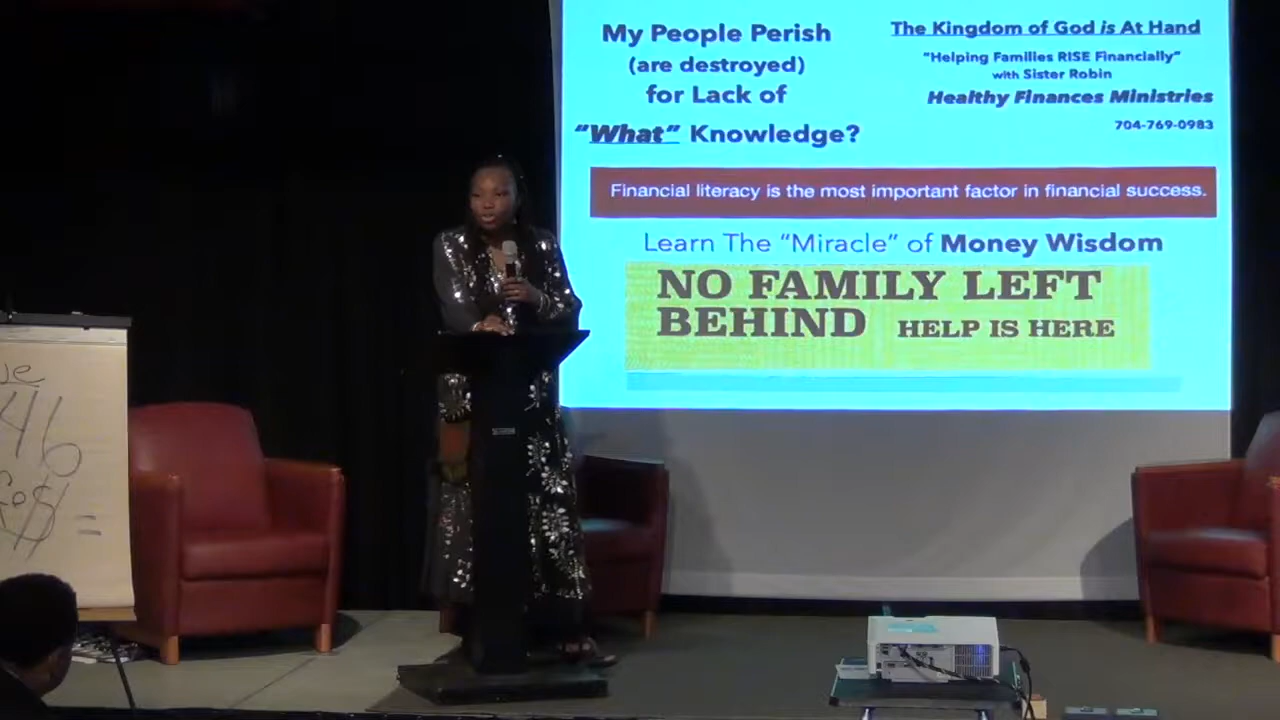 My People Perish
(are destroyed)
for Lack of
"What" Knowledge?
The Kingdom of God is At Hand
"Helping Families RISE Financially"
with Sister Robin
Healthy Finances Ministries
704-769-0983
Financial literacy is the most important factor in financial success.
Learn The "Miracle" of Money Wisdom
NO FAMILY LEFT
BEHIND HELP IS HERE
46